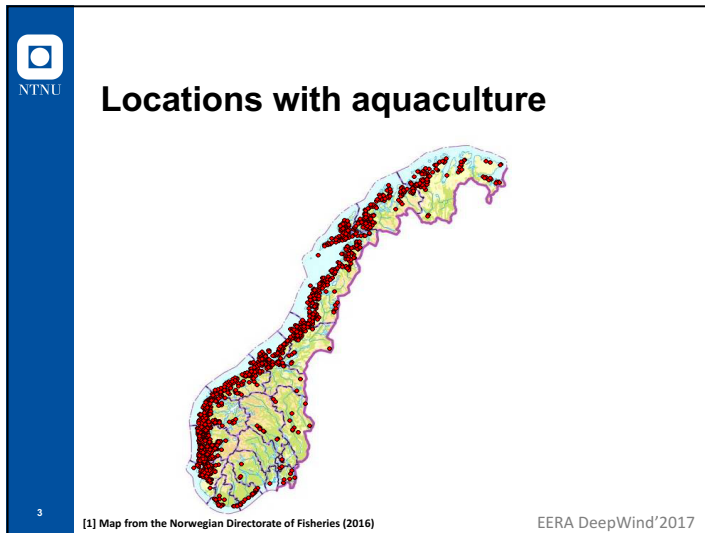 NTNU
Locations with aquaculture
3
[1] Map from the Norwegian Directorate of Fisheries (2016)
EERA DeepWind'2017